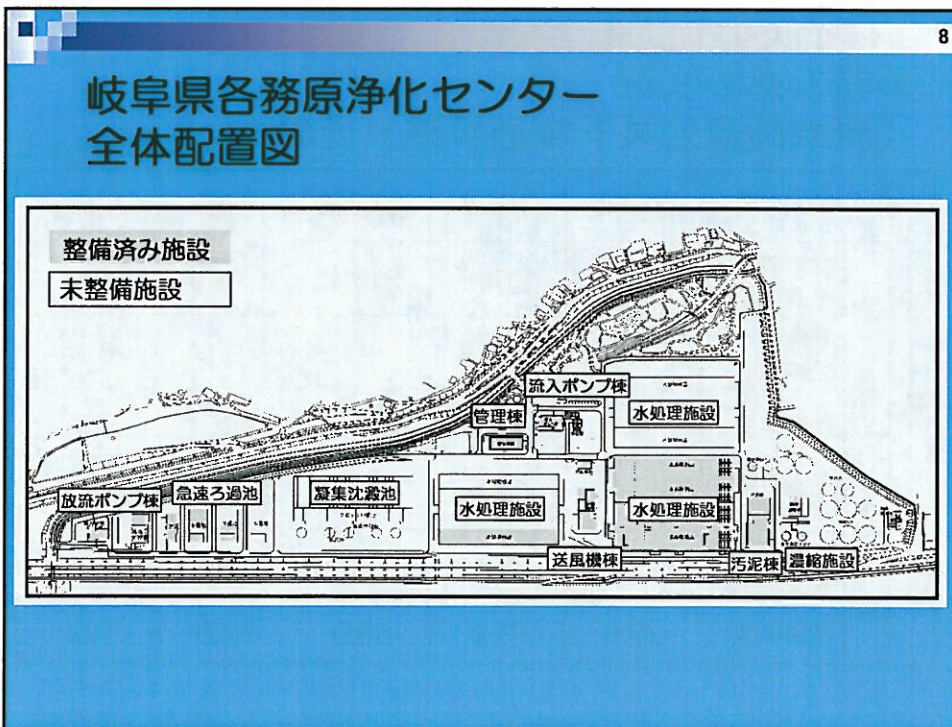 8
岐阜県各務原浄化センター
全体配置図
整備済み施設
未整備施設
流入ポンプ棟
管理棟
水処理施設
放流ポンプ棟
急速ろ過池
凝集沈澱池
水処理施設
水処理施設
送風機棟
汚泥棟
濃縮施設